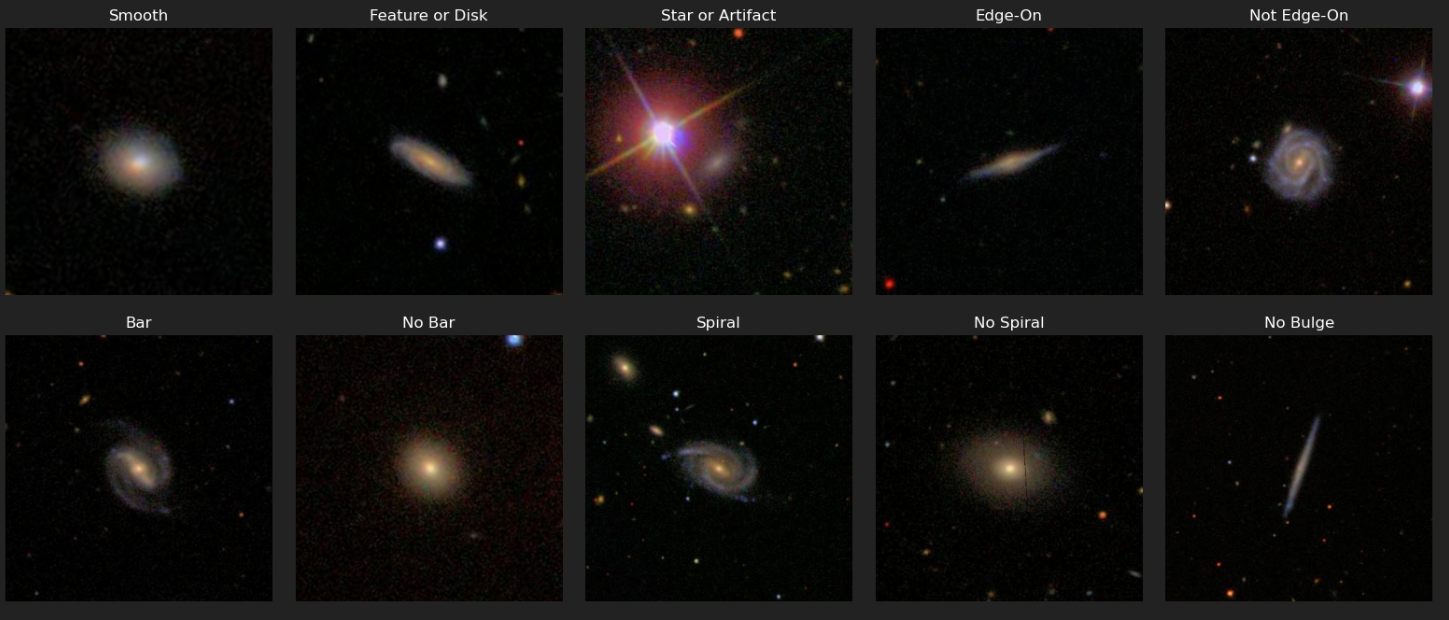 Smooth
Feature or Disk
Star or Artifact
Edge-On
Not Edge-On
Bar
No Bar
Spiral
No Spiral
No Bulge